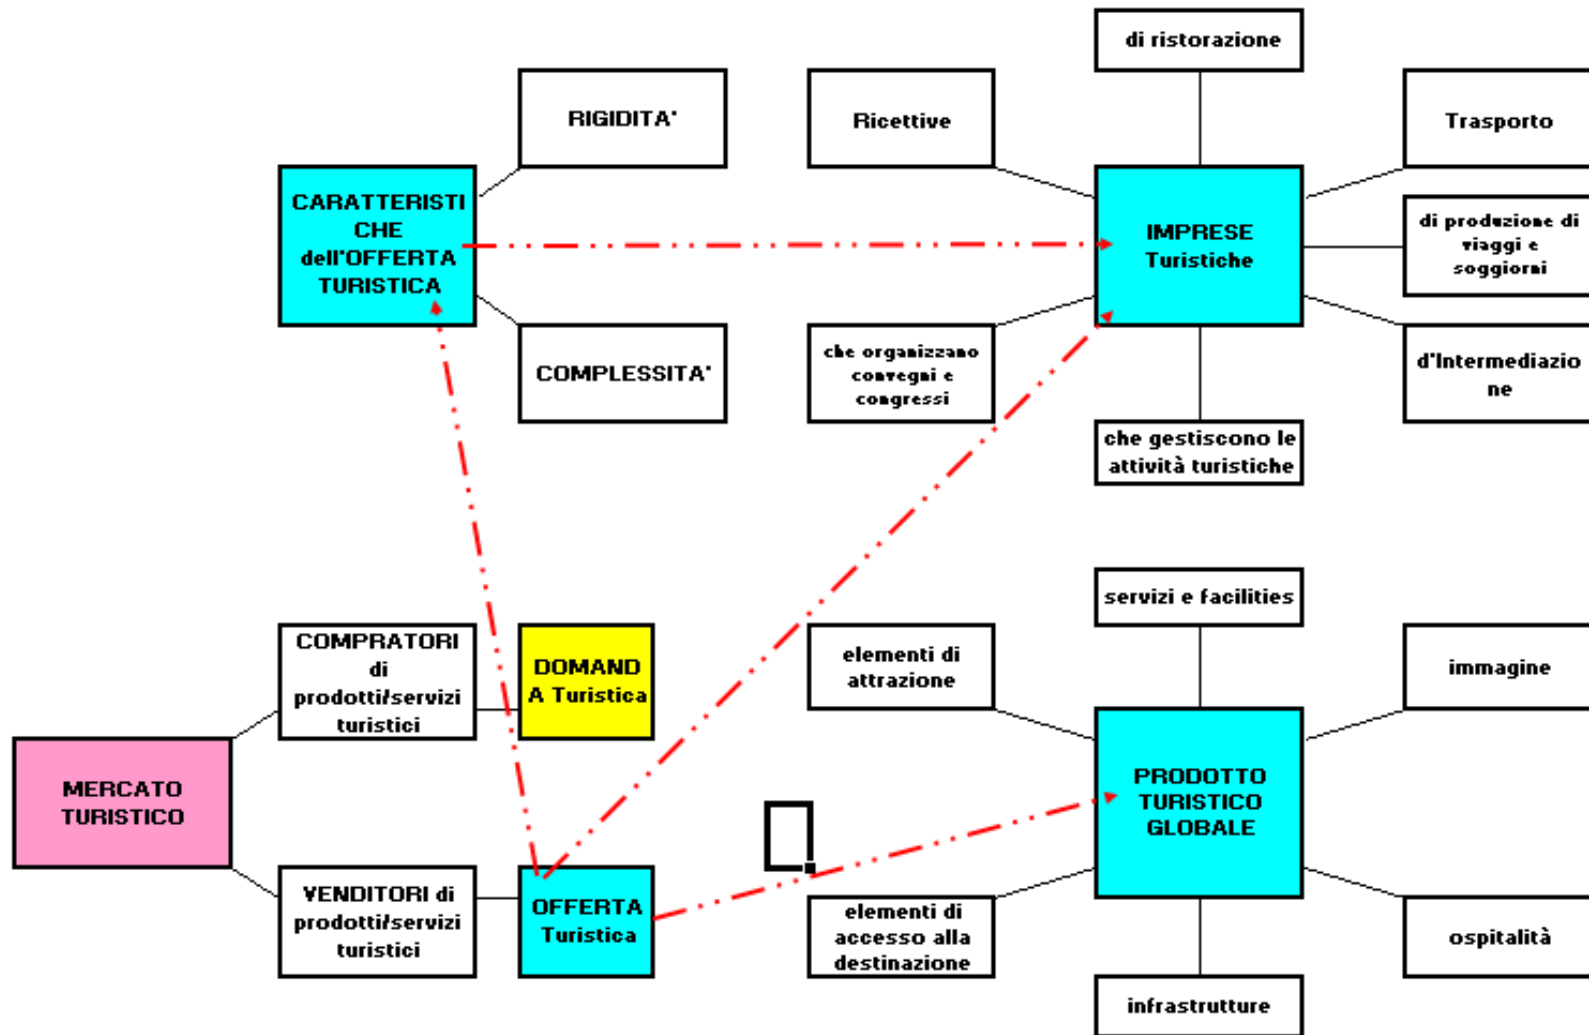 di ristorazione
RIGIDITA'
Ricettive
Trasporto
CARATTERISTI
CHE
dell'OFFERTA
TURISTICA
IMPRESE
Turistiche
di produzione di
viaggi e
soggiorni
COMPLESSITA'
che organizzano
convegni e
congressi
d'Intermediazio
ne
che gestiscono le
attività turistiche
servizi e facilities
COMPRATORI
di
prodotti/servizi
turistici
DOMAND
A Turistica
elementi di
attrazione
immagine
MERCATO
TURISTICO
PRODOTTO
TURISTICO
GLOBALE
VENDITORI di
prodotti/servizi
turistici
OFFERTA
Turistica
elementi di
accesso alla
destinazione
ospitalità
infrastrutture